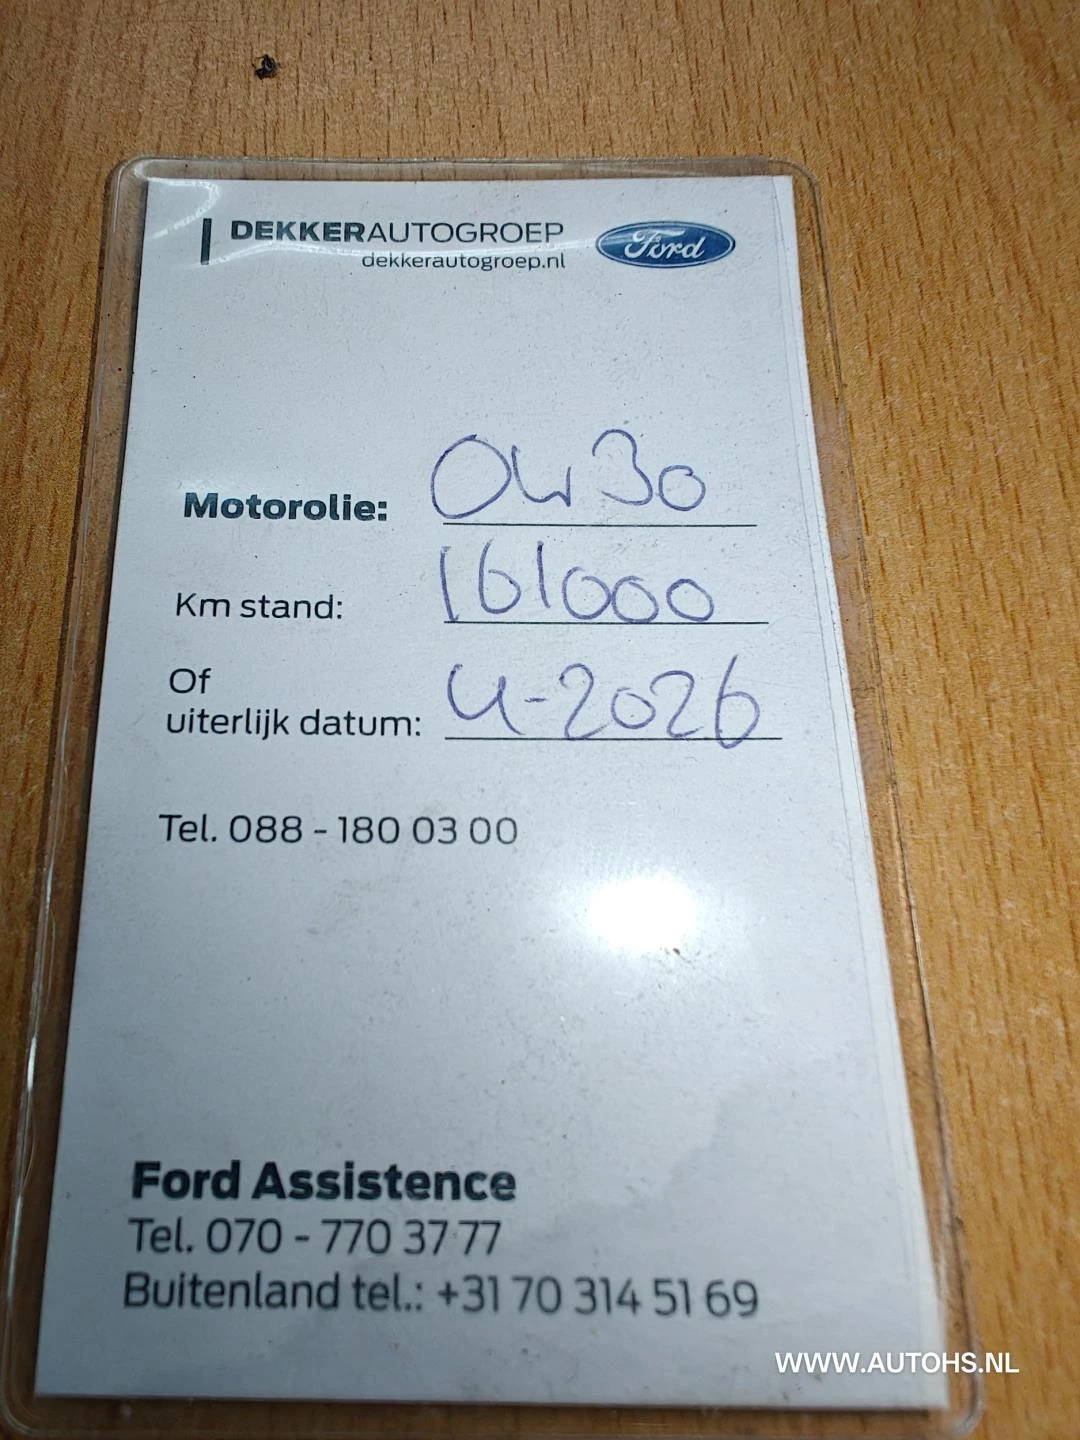 DEKKERAUTOGROEP
dekkerautogroep.nl
Ford
Motorolie: 0w30
Km stand: 161000
Of
uiterlijk datum: 4-2026
Tel. 088 - 180 03 00
Ford Assistence
Tel. 070 - 770 37 77
Buitenland tel.: +31 70 314 51 69
WWW.AUTOHS.NL